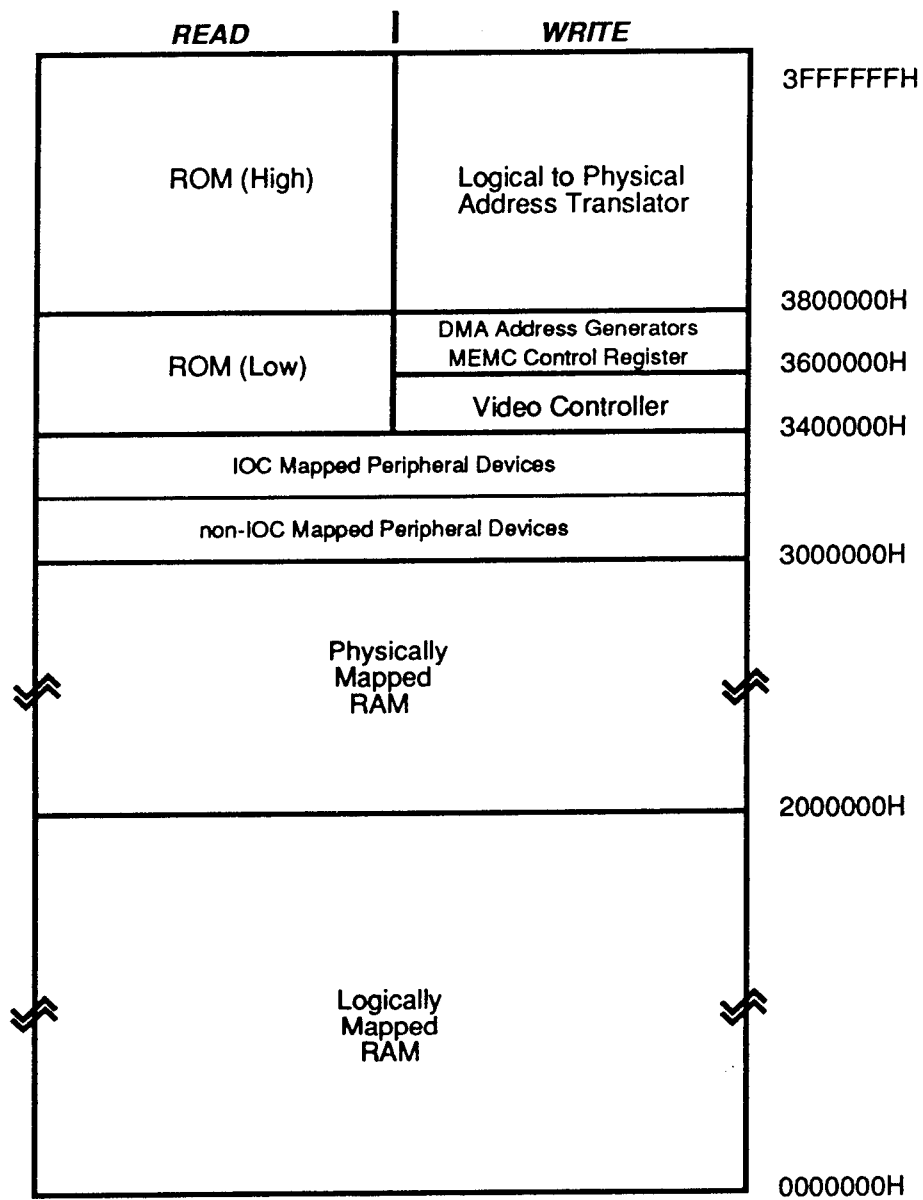 READ
WRITE
3FFFFFFH
ROM (High)
Logical to Physical
Address Translator
3800000H
DMA Address Generators
MEMC Control Register
3600000H
ROM (Low)
Video Controller
3400000H
IOC Mapped Peripheral Devices
non-IOC Mapped Peripheral Devices
3000000H
Physically
Mapped
RAM
2000000H
Logically
Mapped
RAM
0000000H